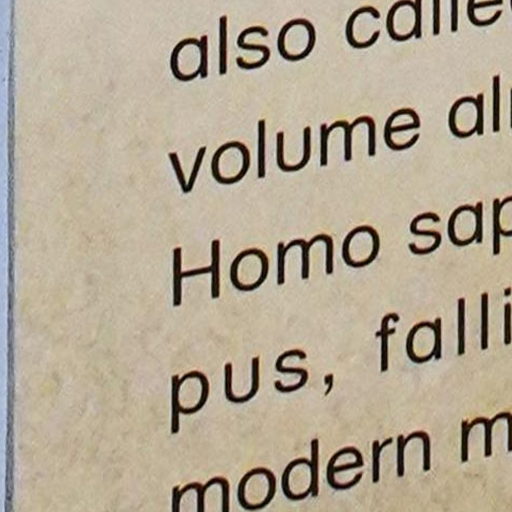 also calle
volume al
Homo sap
pus, falli
modern m